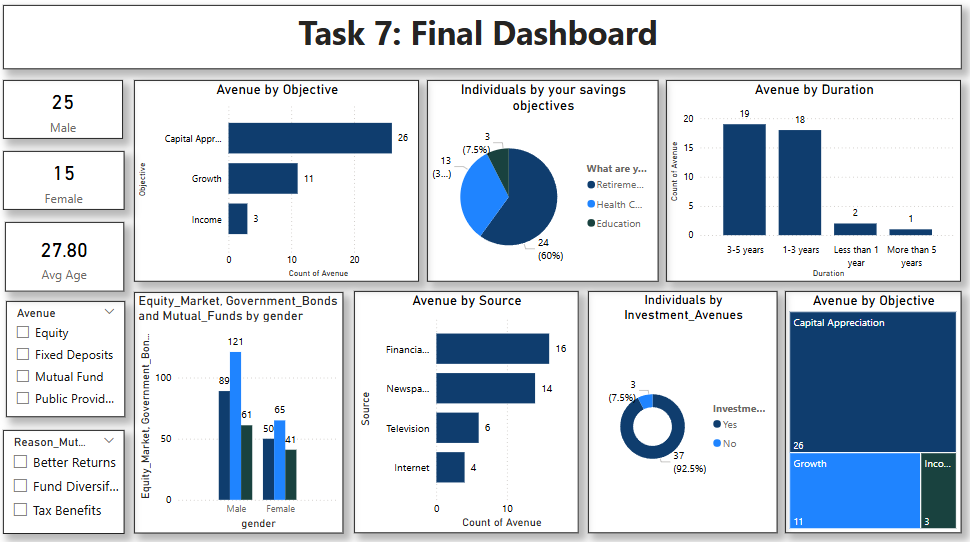 Task 7: Final Dashboard
25
Male
15
Female
27.80
Avg Age
Avenue
Equity
Fixed Deposits
Mutual Fund
Public Provid...
Reason_Mut...
Better Returns
Fund Diversif...
Tax Benefits
Avenue by Objective
Objective
Capital Appr...
26
Growth
11
Income
3
0
10
20
Count of Avenue
Individuals by your savings
objectives
3
(7.5%)
13
(3...)
24
(60%)
What are y...
Retireme...
Health C...
Education
Avenue by Duration
Count of Avenue
20
15
10
5
0
19
18
2
1
3-5 years
1-3 years
Less than 1
year
More than 5
years
Duration
Equity_Market, Government_Bonds
and Mutual_Funds by gender
Equity_Market, Government_Bon...
100
50
0
89
121
61
50
65
41
Male
Female
gender
Avenue by Source
Source
Financia...
16
Newspa...
14
Television
6
Internet
4
0
10
Count of Avenue
Individuals by
Investment_Avenues
3
(7.5%)
37
(92.5%)
Investme...
Yes
No
Avenue by Objective
Capital Appreciation
26
Growth
11
Inco...
3